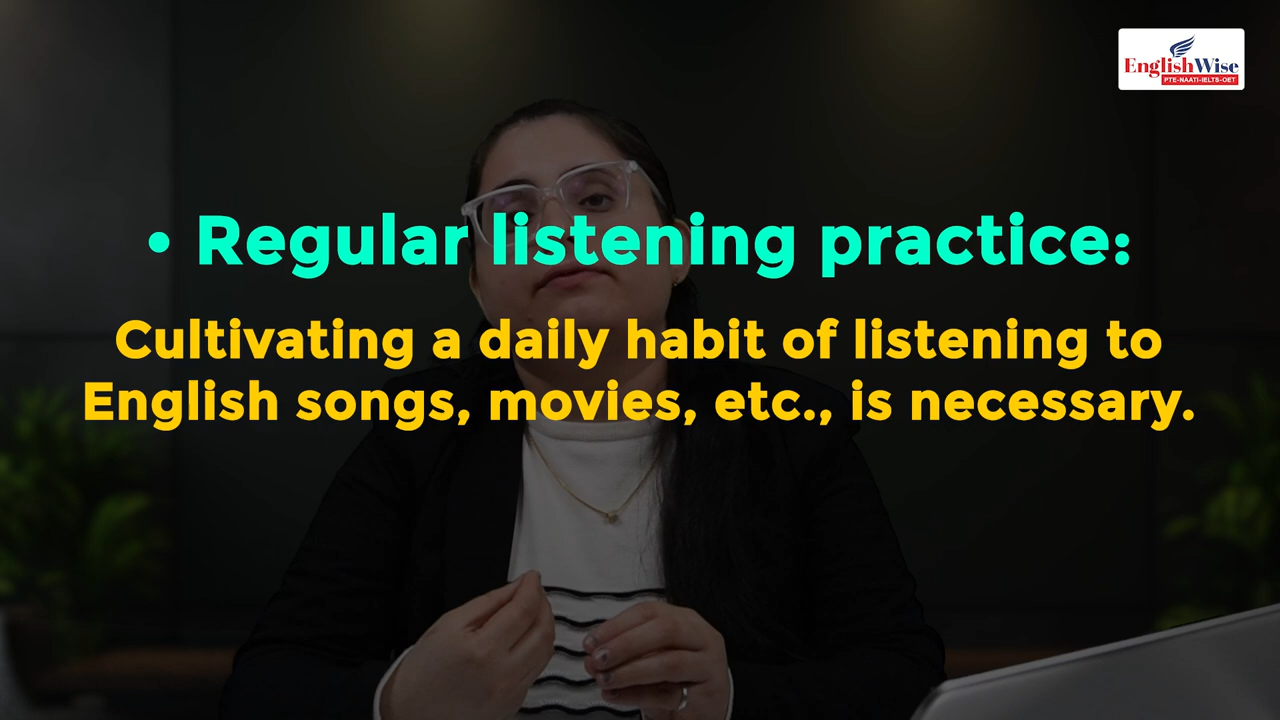 EnglishWise
PTE-NAATI-IELTS-OET
• Regular listening practice:
Cultivating a daily habit of listening to
English songs, movies, etc., is necessary.